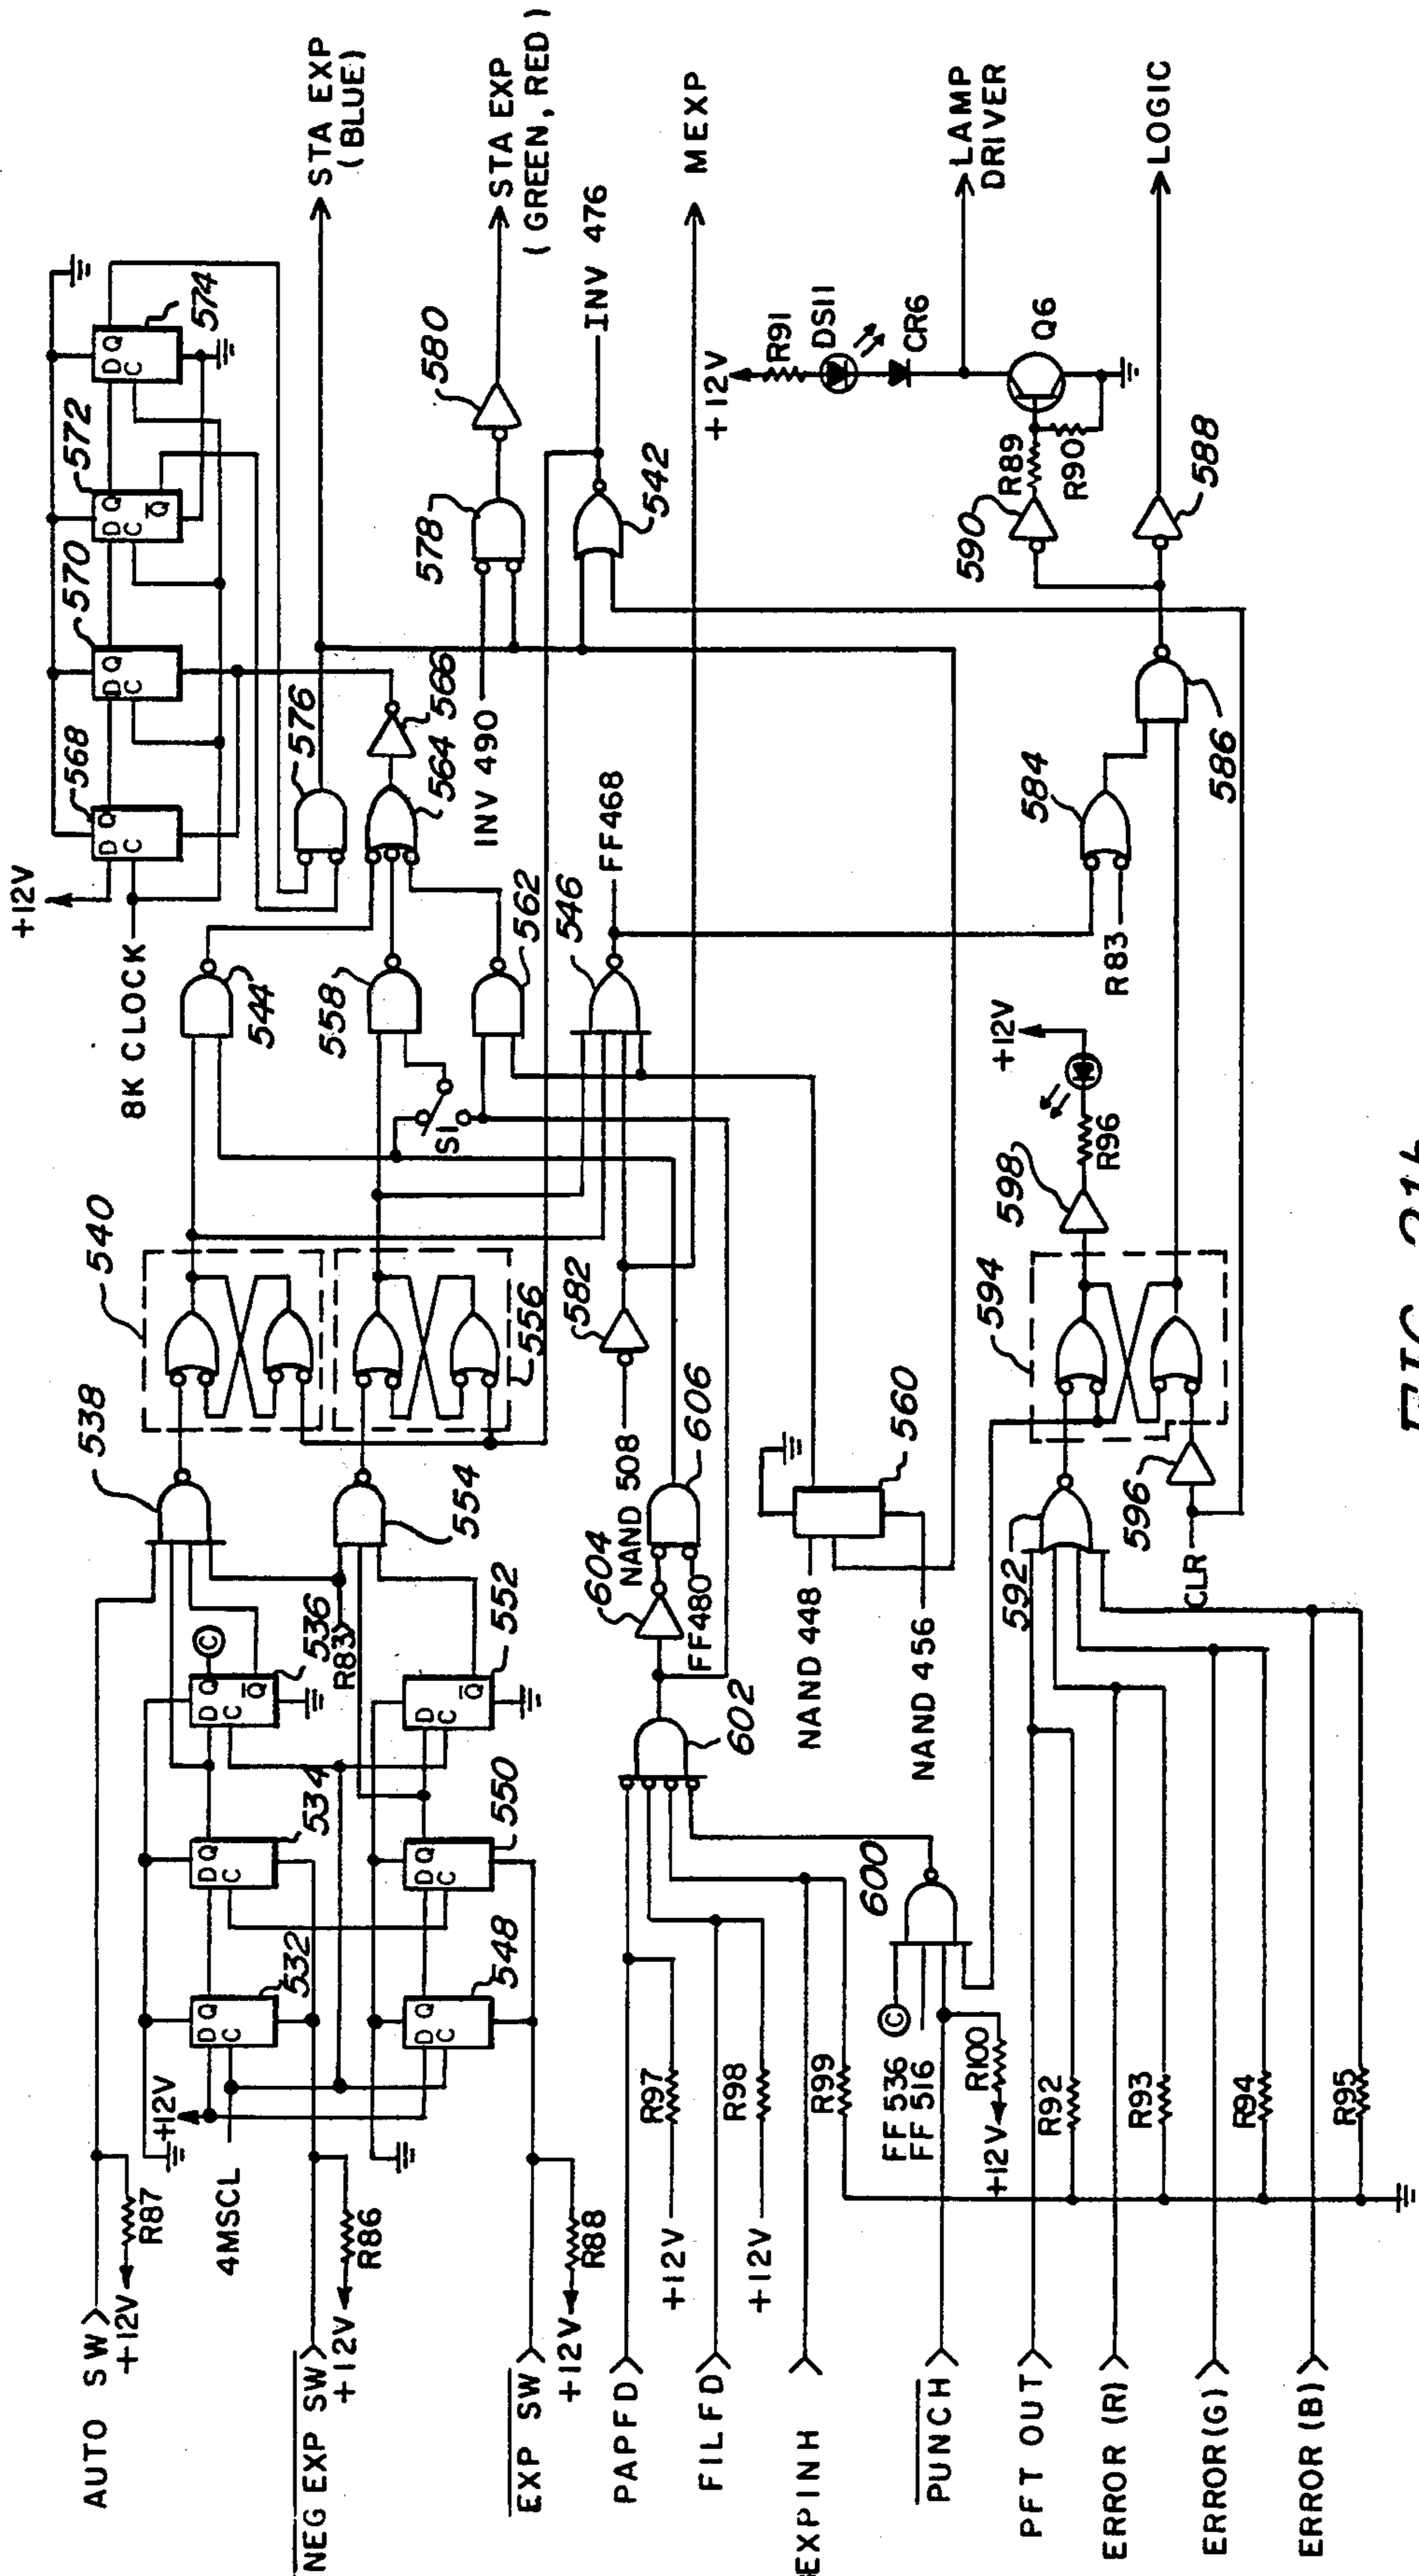 +12V
8K CLOCK
568
570
572
574
D Q
C
D Q
C
D Q
C
Q
D Q
C
STA EXP
(BLUE)
576
544
564
566
558
562
INV 490
578
580
STA EXP
(GREEN, RED)
INV 476
542
546
FF468
MEXP
S1
AUTO SW
+12V
R87
4MSCL
+12V
532
534
536
D Q
C
D Q
C
D Q
C
Q
©
538
540
NEG EXP SW
+12V
R86
R83
548
550
552
D Q
C
D Q
C
D
C
Q
554
556
EXP SW
+12V
R88
582
NAND 508
604
606
FF480
PAPFD
R97
+12V
FILFD
R98
+12V
EXPINH
R99
602
NAND 448
NAND 456
560
600
©
FF 536
FF 516
PUNCH
R100
+12V
PFT OUT
R92
ERROR (R)
R93
ERROR(G)
R94
ERROR (B)
R95
592
CLR
596
594
598
R96
+12V
R83
584
586
588
590
R89
R90
Q6
+12V
R91
DS11
CR6
LAMP
DRIVER
LOGIC